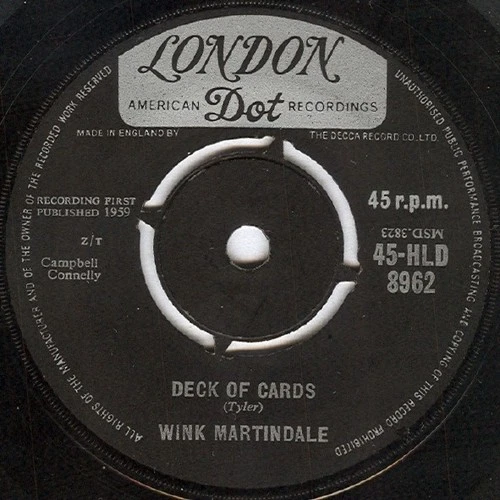 LONDON
AMERICAN Dot RECORDINGS
MADE IN ENGLAND BY THE DECCA RECORD CO., LTD.
ALL RIGHTS OF THE MANUFACTURER AND OF THE OWNER OF THE RECORDED WORK RESERVED
UNAUTHORISED PUBLIC PERFORMANCE BROADCASTING AND COPYING OF THIS RECORD PROHIBITED
RECORDING FIRST
PUBLISHED 1959
Z/T
Campbell
Connelly
45 r.p.m.
MSD.3823
45-HLD
8962
DECK OF CARDS
(Tyler)
WINK MARTINDALE